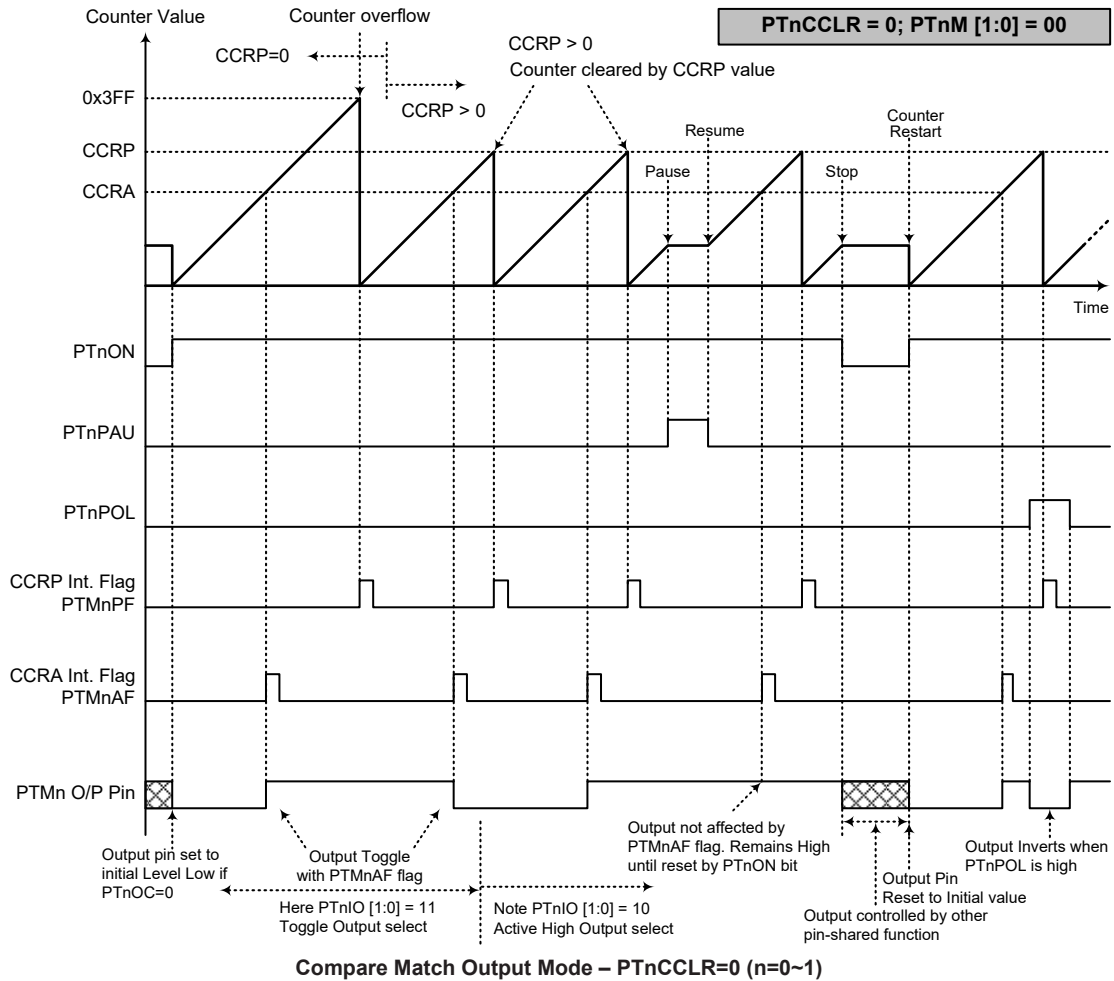 Counter Value
Counter overflow
PTnCCLR = 0; PTnM [1:0] = 00
CCRP=0
CCRP > 0
CCRP > 0
Counter cleared by CCRP value
0x3FF
CCRP
CCRA
Pause
Resume
Stop
Counter
Restart
Time
PTnON
PTnPAU
PTnPOL
CCRP Int. Flag
PTMnPF
CCRA Int. Flag
PTMnAF
PTMn O/P Pin
Output pin set to
initial Level Low if
PTnOC=0
Output Toggle
with PTMnAF flag
Here PTnIO [1:0] = 11
Toggle Output select
Note PTnIO [1:0] = 10
Active High Output select
Output not affected by
PTMnAF flag. Remains High
until reset by PTnON bit
Output Pin
Reset to Initial value
Output controlled by other
pin-shared function
Output Inverts when
PTnPOL is high
Compare Match Output Mode – PTnCCLR=0 (n=0~1)